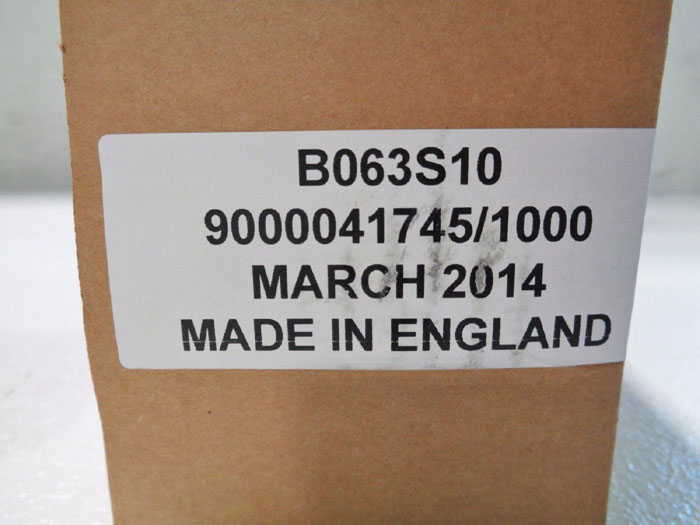 B063S10
9000041745/1000
MARCH 2014
MADE IN ENGLAND